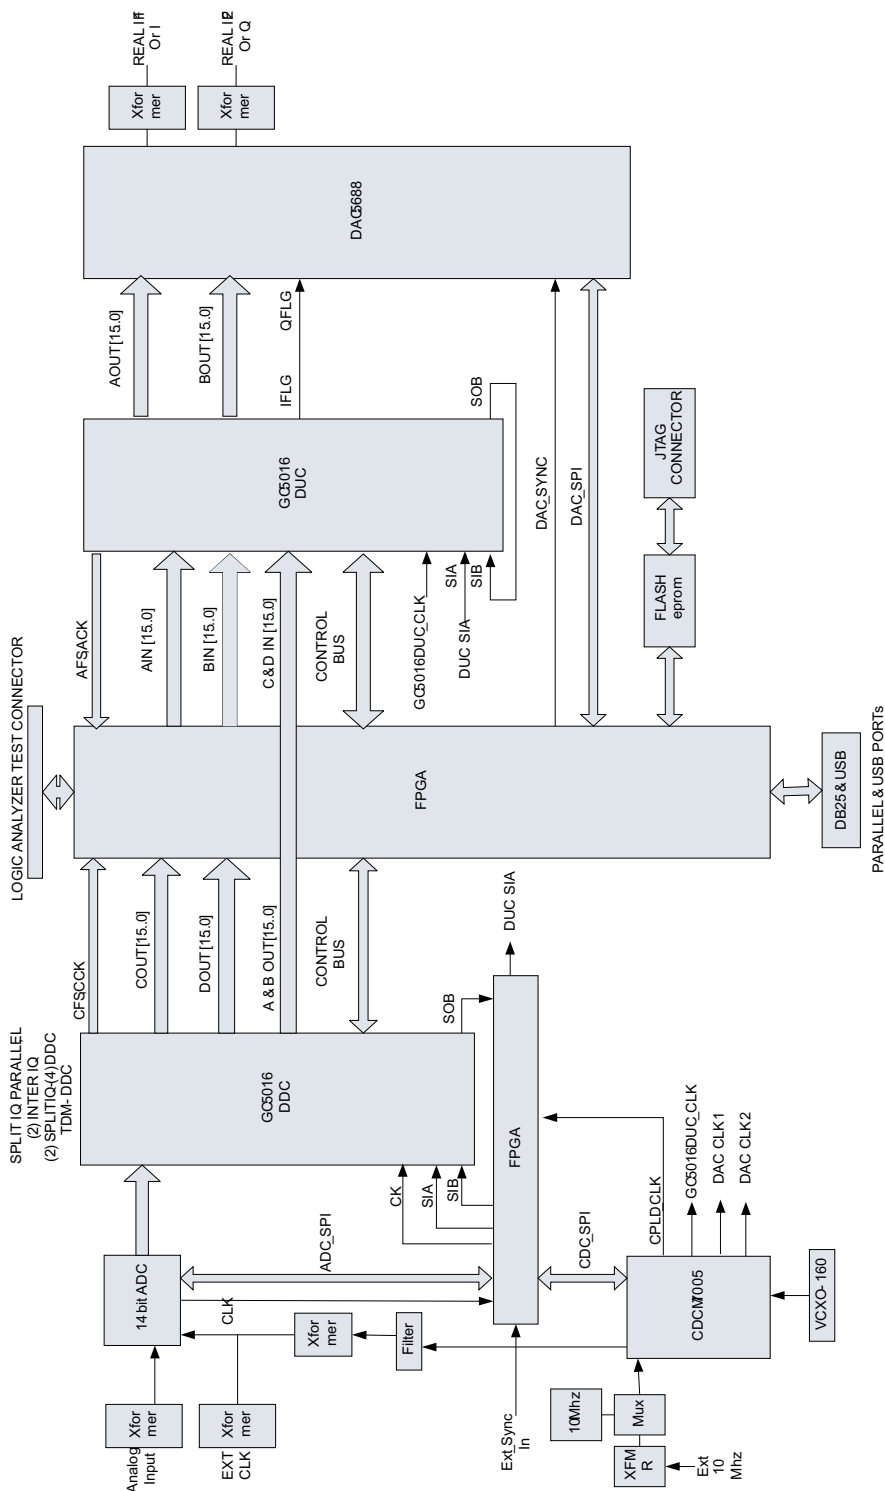 LOGIC ANALYZER TEST CONNECTOR
SPLIT IQ PARALLEL
(2) INTER IQ
(2) SPLITIQ-(4)DDC
TDM- DDC
Analog
Input
Xfor
mer
EXT
CLK
Xfor
mer
14 bit ADC
CLK
Xfor
mer
Filter
ADC_SPI
CK
SIA
SIB
GC5016
DDC
SOB
CFS,CCK
COUT[15..0]
DOUT[15..0]
A & B OUT[15..0]
CONTROL
BUS
FPGA
AFS,ACK
AIN [15..0]
BIN [15..0]
C&D IN [15..0]
CONTROL
BUS
GC5016DUC_CLK
DUC SIA
SIA
SIB
GC5016
DUC
SOB
AOUT[15..0]
BOUT[15..0]
IFLG
QFLG
DAC5688
Xfor
mer
REAL IF1
Or I
Xfor
mer
REAL IF2
Or Q
DAC_SYNC
DAC_SPI
FLASH
eprom
JTAG
CONNECTOR
Ext_Sync
In
FPGA
DUC SIA
CDC_SPI
CPLD_CLK
Ext
10
Mhz
XFM
R
Mux
10Mhz
CDCM7005
GC5016DUC_CLK
DAC CLK1
DAC CLK2
VCXO-160
DB25 & USB
PARALLEL & USB PORTs